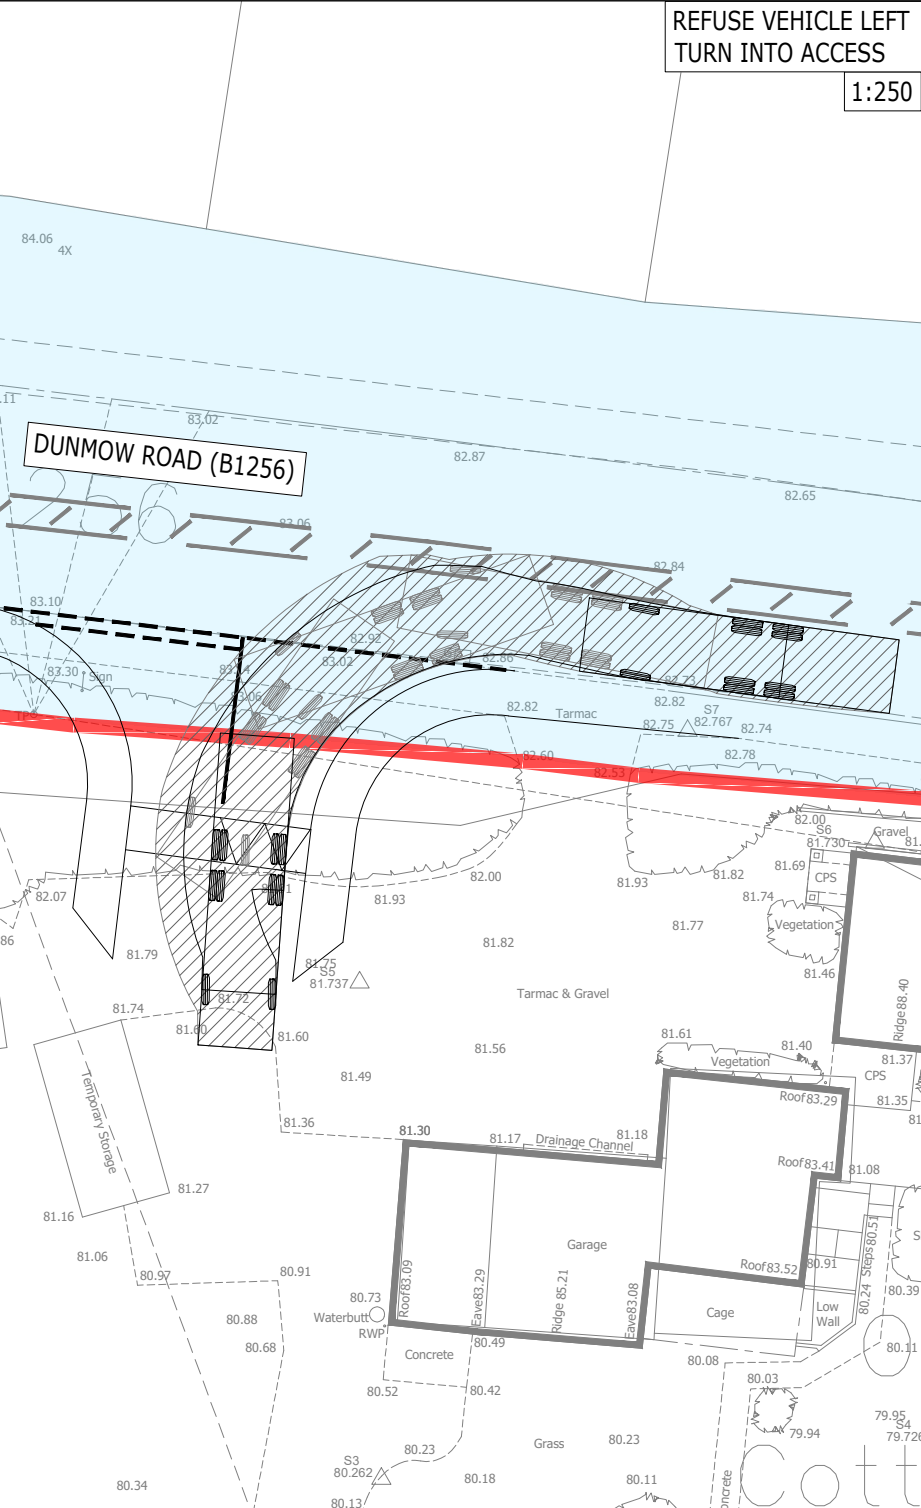 REFUSE VEHICLE LEFT
TURN INTO ACCESS
1:250
84.06
4X
83.02
DUNMOW ROAD (B1256)
82.87
82.65
83.06
82.84
83.10
83.21
82.92
83.02
82.86
83.14
83.30
Sign
83.06
82.73
82.82
S7
82.767
82.82
Tarmac
82.75
82.74
TPO
82.60
82.78
82.53
82.00
S6
81.730
Gravel
81.69
CPS
82.00
81.93
81.82
81.74
82.07
81.93
Vegetation
81.77
81.82
81.79
81.46
81.75
S5
81.737
81.72
Tarmac & Gravel
Ridge 88.40
81.74
81.60
81.60
81.61
81.40
81.56
Vegetation
81.37
CPS
81.49
Roof 83.29
81.35
Temporary Storage
81.36
81.30
81.17
Drainage Channel
81.18
Roof 83.41
81.08
81.27
81.16
81.06
Garage
80.97
80.91
Roof 83.52
80.91
80.24
Steps
80.51
80.39
80.73
Waterbutt
RWP
Roof 83.09
Eave 83.29
Ridge 85.21
Eave 83.08
Cage
Low
Wall
80.88
80.68
80.49
Concrete
80.08
80.11
80.52
80.42
80.03
79.95
S4
79.726
79.94
80.23
Grass
80.23
S3
80.262
80.34
80.18
80.11
80.13